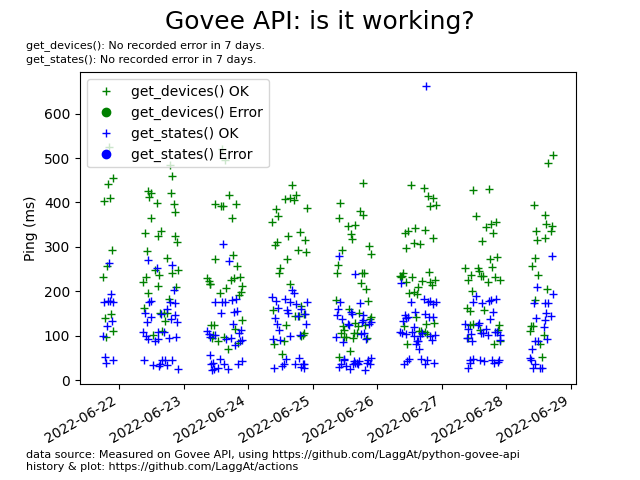 Govee API: is it working?
get_devices(): No recorded error in 7 days.
get_states(): No recorded error in 7 days.
get_devices() OK
get_devices() Error
get_states() OK
get_states() Error
Ping (ms)
600
500
400
300
200
100
0
2022-06-22
2022-06-23
2022-06-24
2022-06-25
2022-06-26
2022-06-27
2022-06-28
2022-06-29
data source: Measured on Govee API, using https://github.com/LaggAt/python-govee-api
history & plot: https://github.com/LaggAt/actions